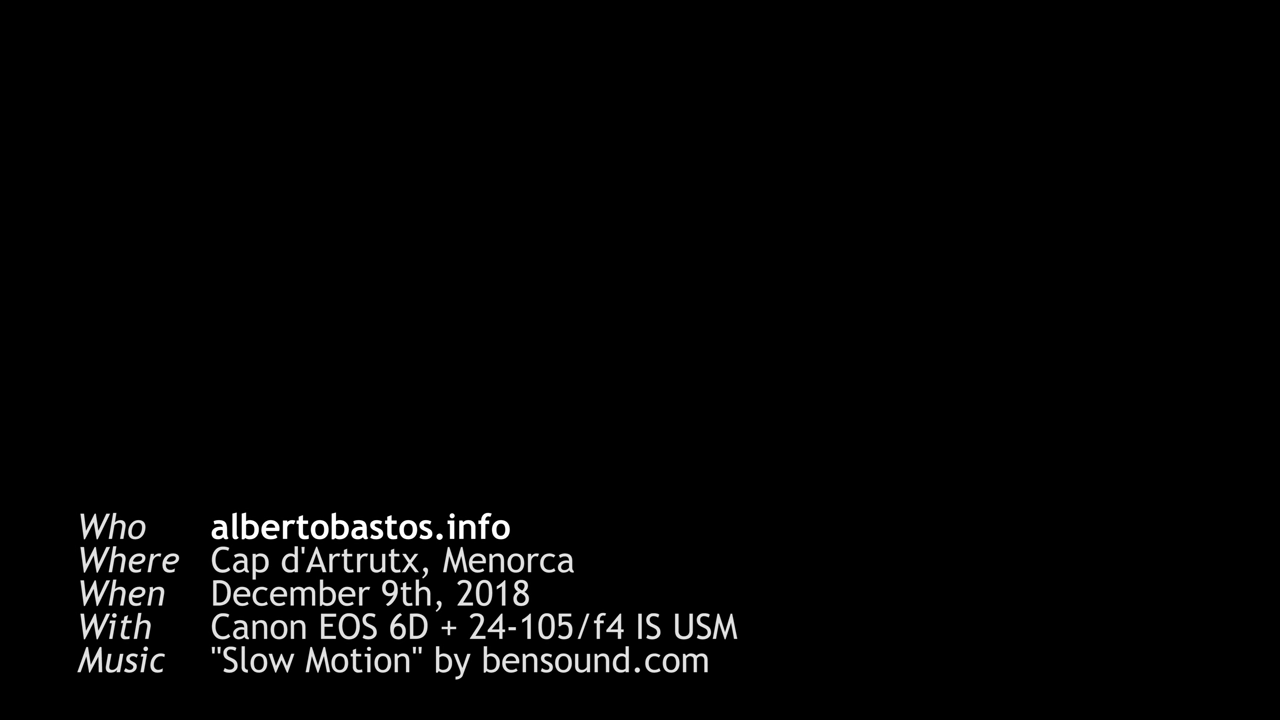 Who albertobastos.info
Where Cap d'Artrutx, Menorca
When December 9th, 2018
With Canon EOS 6D + 24-105/f4 IS USM
Music "Slow Motion" by bensound.com